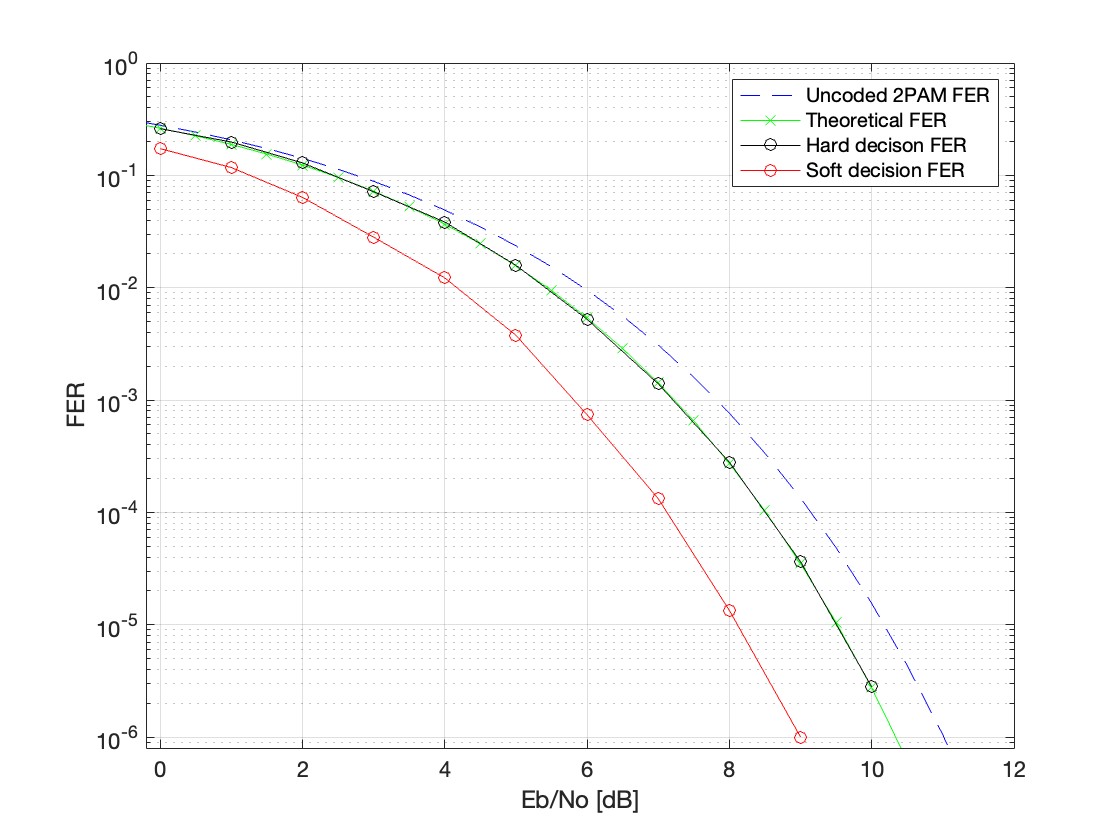 Uncoded 2PAM FER
Theoretical FER
Hard decison FER
Soft decision FER
10^0
10^-1
10^-2
10^-3
10^-4
10^-5
10^-6
FER
0 2 4 6 8 10 12
Eb/No [dB]